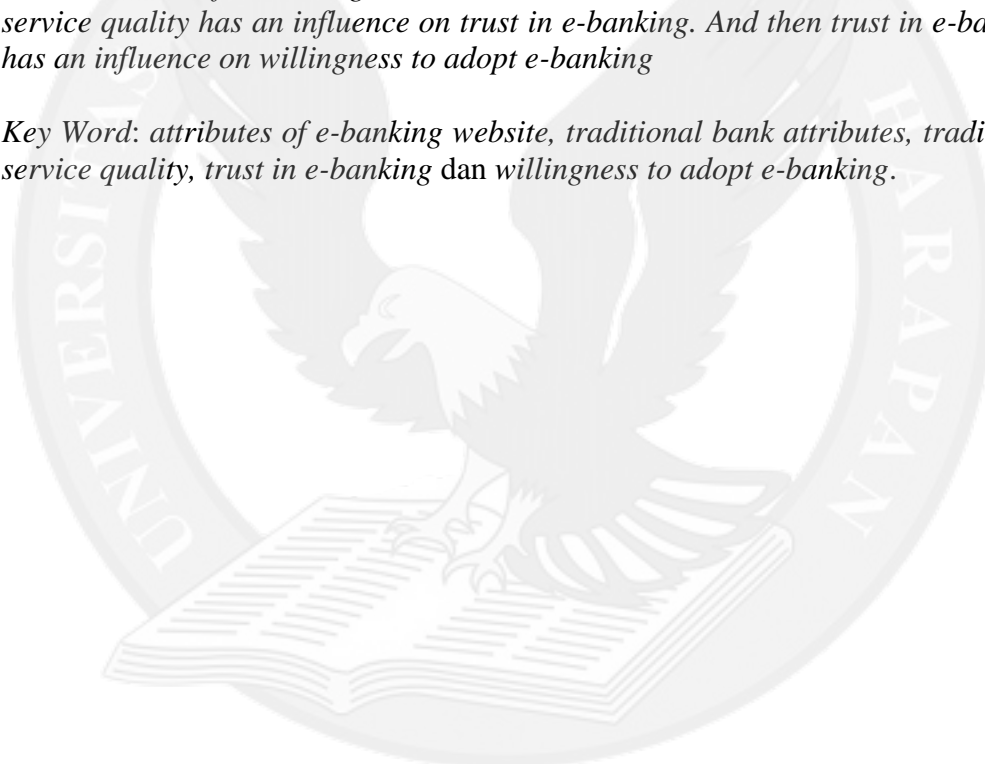 service quality has an influence on trust in e-banking. And then trust in e-ba
has an influence on willingness to adopt e-banking
Key Word: attributes of e-banking website, traditional bank attributes, tradi
service quality, trust in e-banking dan willingness to adopt e-banking.
UNIVERSITAS
HARAPAN